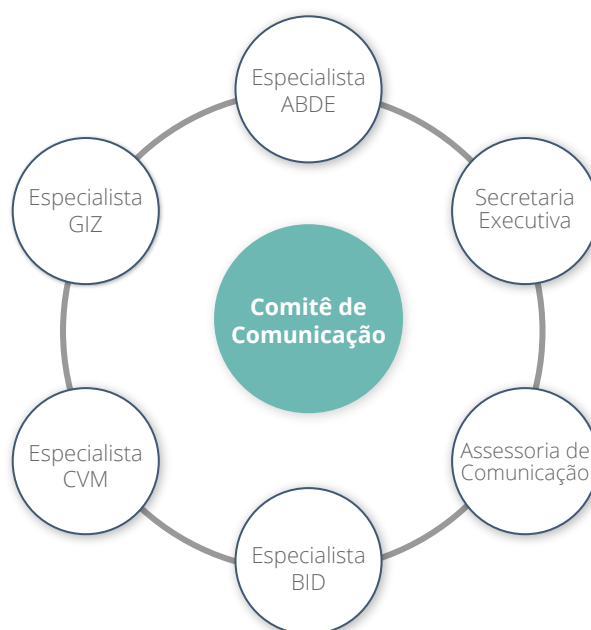 Especialista
ABDE
Especialista
GIZ
Secretaria
Executiva
Comitê de
Comunicação
Especialista
CVM
Assessoria de
Comunicação
Especialista
BID